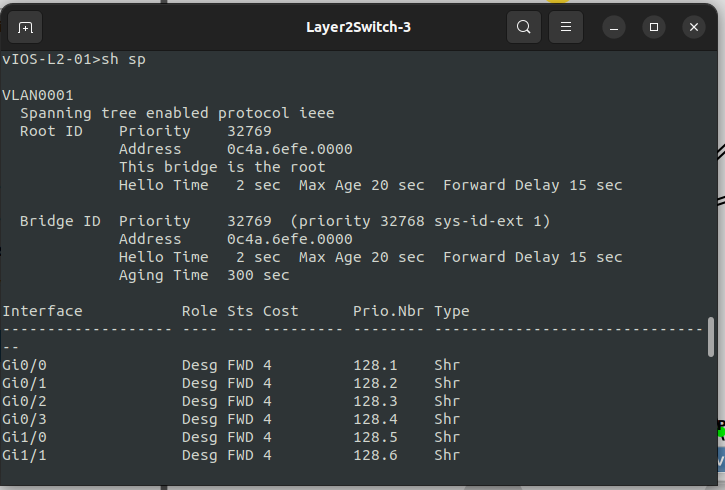 Layer2Switch-3
vIOS-L2-01>sh sp
VLAN0001
  Spanning tree enabled protocol ieee
  Root ID    Priority    32769
             Address     0c4a.6efe.0000
             This bridge is the root
             Hello Time   2 sec  Max Age 20 sec  Forward Delay 15 sec
  Bridge ID  Priority    32769  (priority 32768 sys-id-ext 1)
             Address     0c4a.6efe.0000
             Hello Time   2 sec  Max Age 20 sec  Forward Delay 15 sec
             Aging Time  300 sec
Interface           Role Sts Cost      Prio.Nbr Type
------------------- ---- --- --------- -------- ------------------------------
--
Gi0/0               Desg FWD 4         128.1    Shr
Gi0/1               Desg FWD 4         128.2    Shr
Gi0/2               Desg FWD 4         128.3    Shr
Gi0/3               Desg FWD 4         128.4    Shr
Gi1/0               Desg FWD 4         128.5    Shr
Gi1/1               Desg FWD 4         128.6    Shr